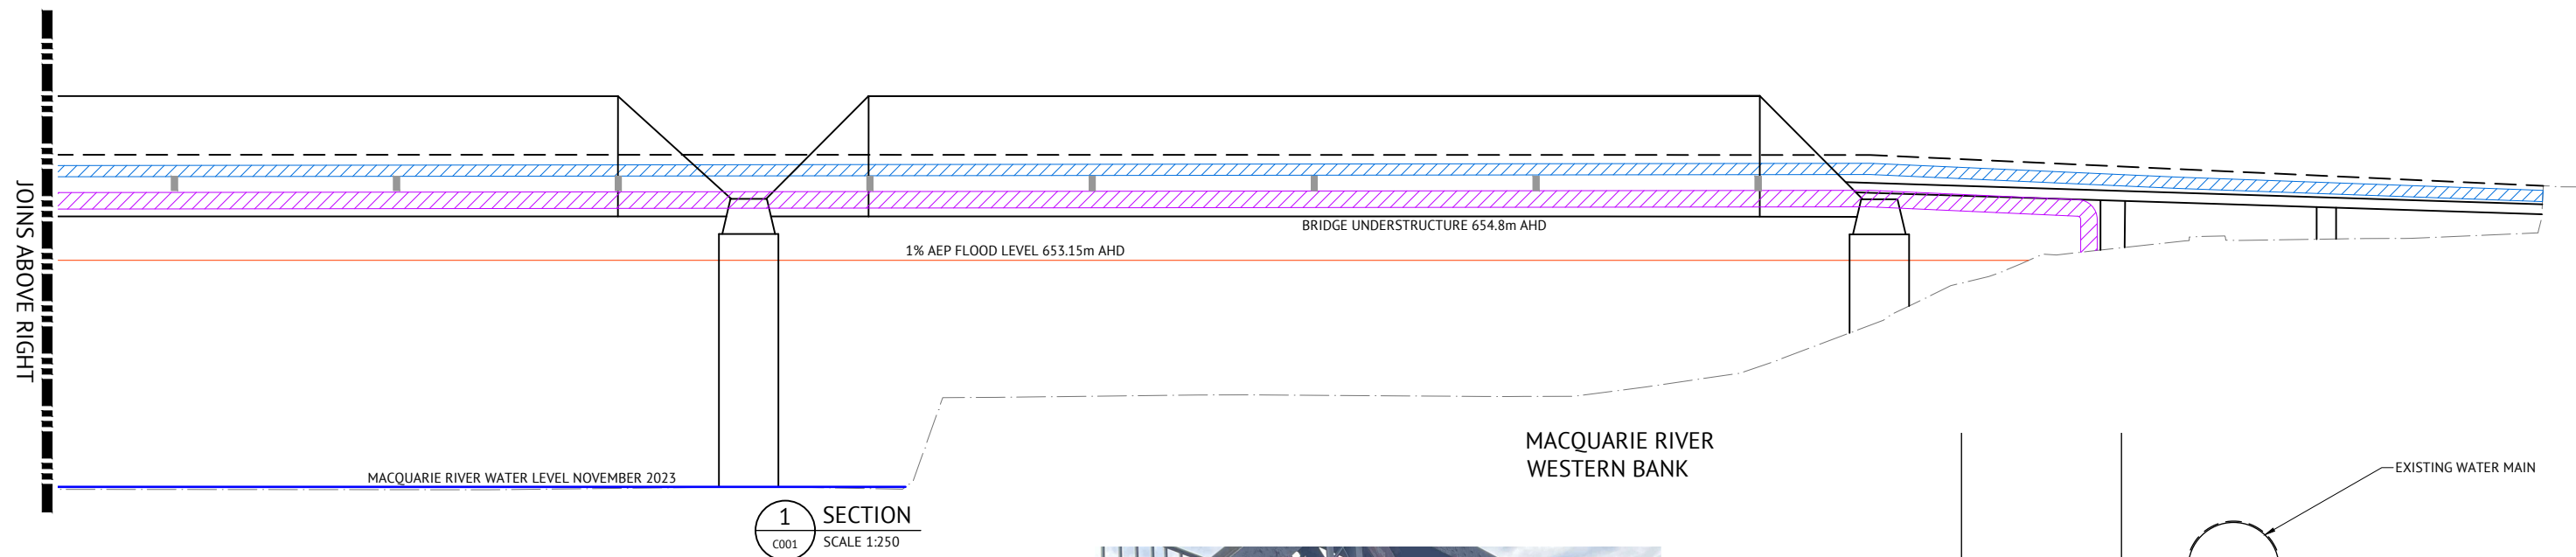 JOINS ABOVE RIGHT
BRIDGE UNDERSTRUCTURE 654.8m AHD
1% AEP FLOOD LEVEL 653.15m AHD
MACQUARIE RIVER
WESTERN BANK
EXISTING WATER MAIN
MACQUARIE RIVER WATER LEVEL NOVEMBER 2023
1
SECTION
C001
SCALE 1:250